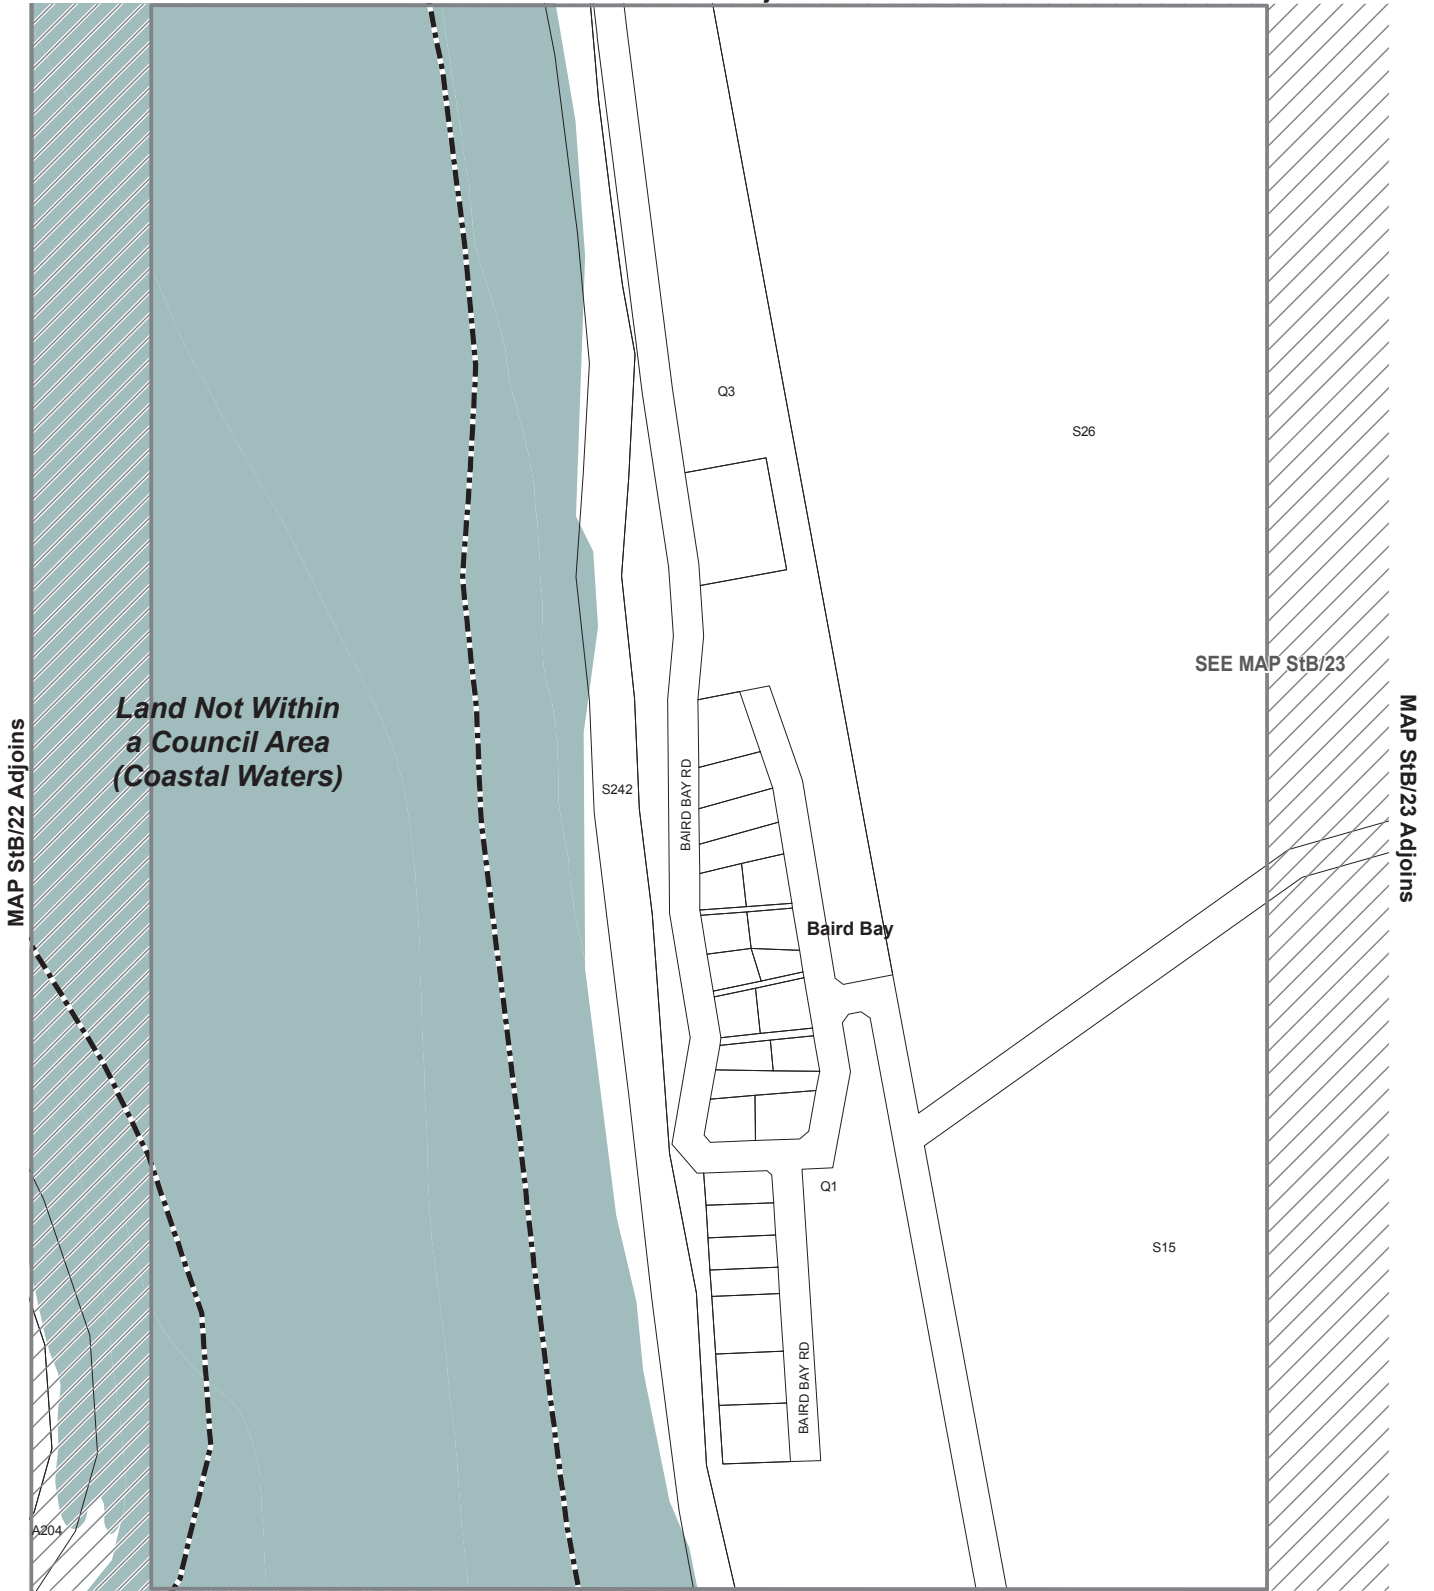 Q3
S26
SEE MAP StB/23
Land Not Within
a Council Area
(Coastal Waters)
MAP StB/22 Adjoins
MAP StB/23 Adjoins
S242
BAIRD BAY RD
Baird Bay
Q1
S15
BAIRD BAY RD
A204